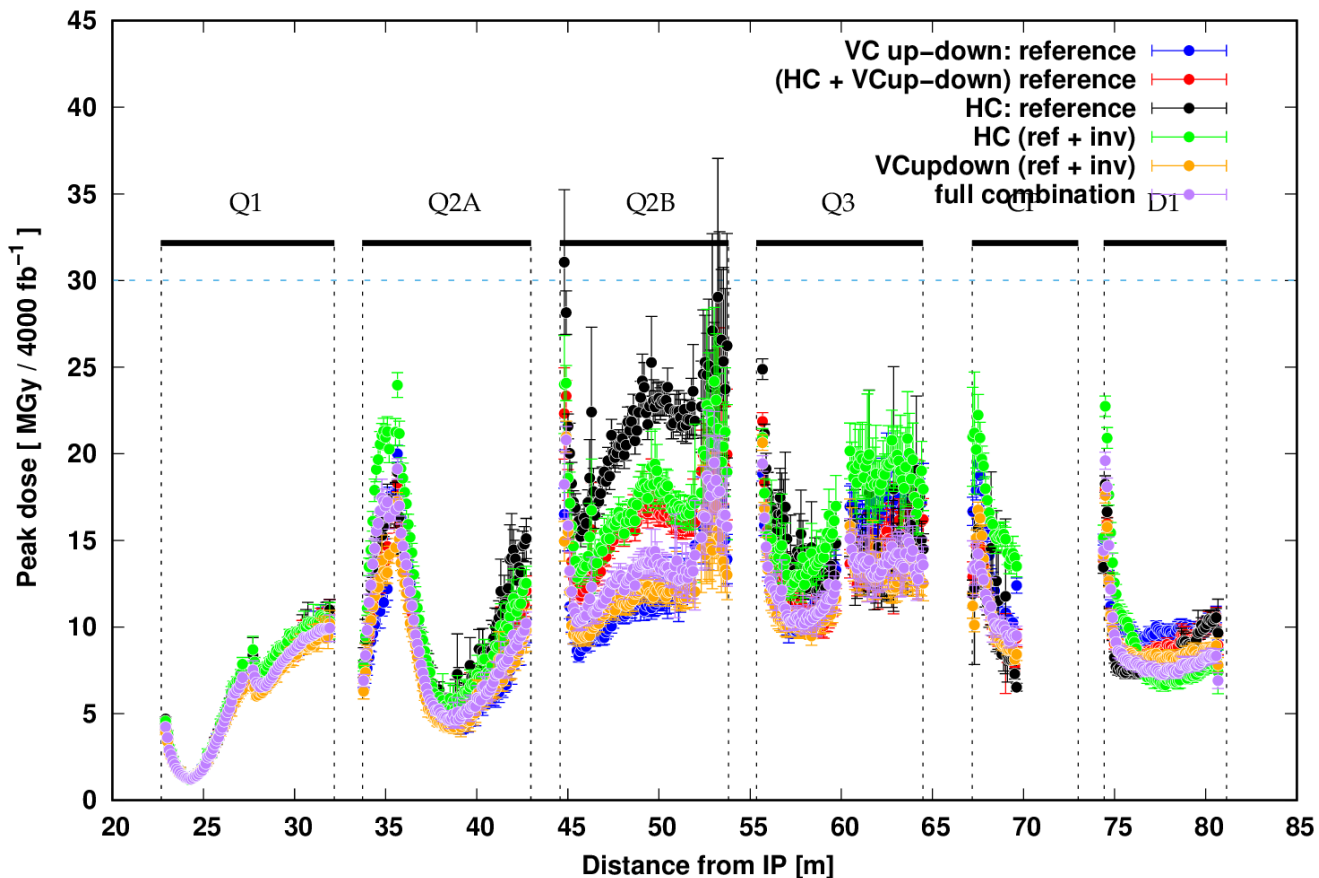 45
40
35
30
25
20
15
10
5
0
Peak dose [ MGy / 4000 fb⁻¹ ]
VC up−down: reference
(HC + VCup−down) reference
HC: reference
HC (ref + inv)
VCupdown (ref + inv)
full combination
Q1 Q2A Q2B Q3 CP D1
20 25 30 35 40 45 50 55 60 65 70 75 80 85
Distance from IP [m]